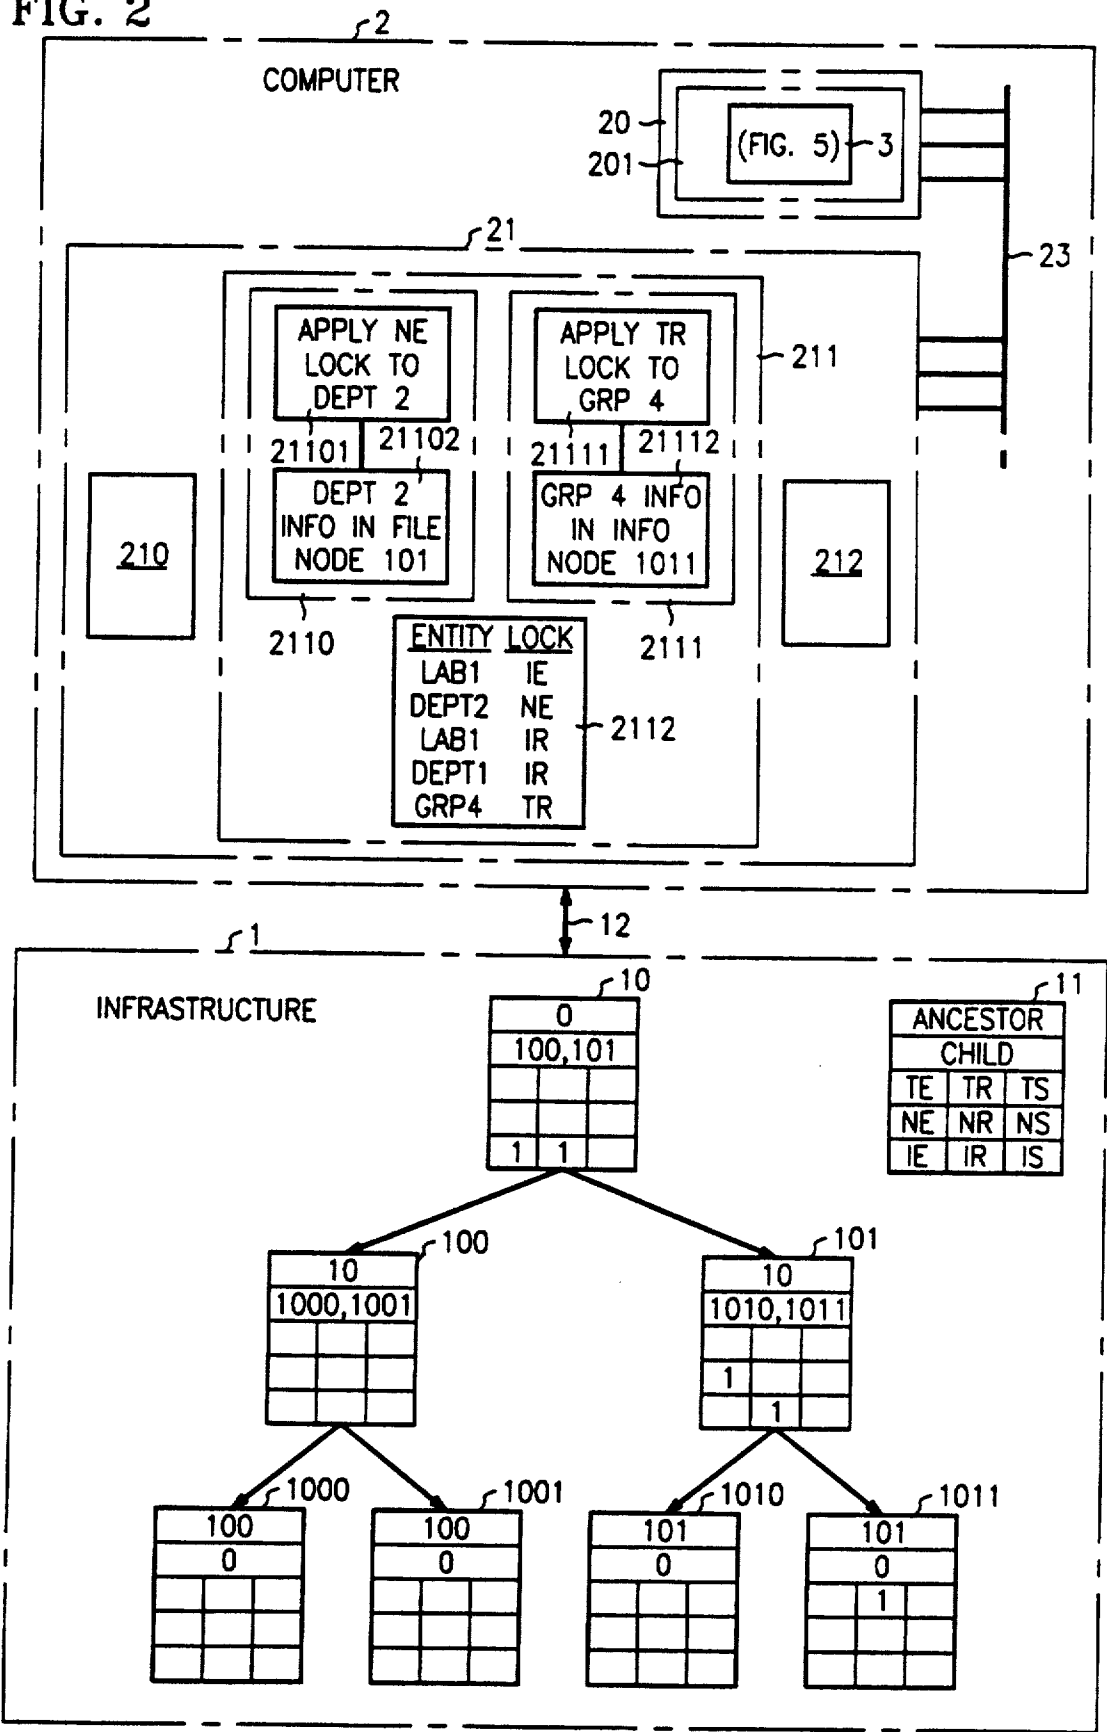 FIG. 2
2
COMPUTER
20
201
(FIG. 5)
3
23
21
APPLY NE
LOCK TO
DEPT 2
APPLY TR
LOCK TO
GRP 4
211
21101
21102
21111
21112
DEPT 2
INFO IN FILE
NODE 101
GRP 4 INFO
IN INFO
NODE 1011
210
212
2110
2111
ENTITY LOCK
LAB1 IE
DEPT2 NE
LAB1 IR
DEPT1 IR
GRP4 TR
2112
12
1
INFRASTRUCTURE
10
0
100,101
1 1
11
ANCESTOR
CHILD
TE TR TS
NE NR NS
IE IR IS
100
10
1000,1001
101
10
1010,1011
1
1
1000
100
0
1001
100
0
1010
101
0
1011
101
0
1